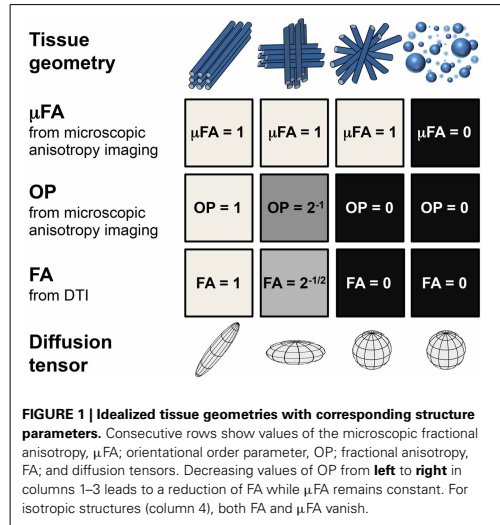 Tissue
geometry
μFA
from microscopic
anisotropy imaging
μFA = 1 μFA = 1 μFA = 1 μFA = 0
OP
from microscopic
anisotropy imaging
OP = 1 OP = 2⁻¹ OP = 0 OP = 0
FA
from DTI
FA = 1 FA = 2⁻¹/² FA = 0 FA = 0
Diffusion
tensor
FIGURE 1 | Idealized tissue geometries with corresponding structure
parameters. Consecutive rows show values of the microscopic fractional
anisotropy, μFA; orientational order parameter, OP; fractional anisotropy,
FA; and diffusion tensors. Decreasing values of OP from left to right in
columns 1–3 leads to a reduction of FA while μFA remains constant. For
isotropic structures (column 4), both FA and μFA vanish.